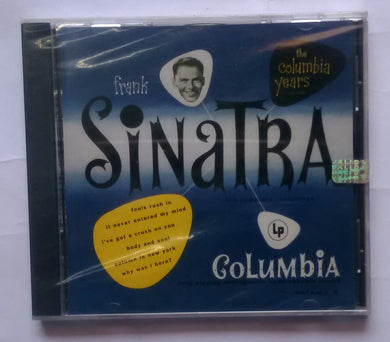 frank
the
columbia
years
SINATRA
fools rush in
it never entered my mind
i've got a crush on you
body and soul
autumn in new york
why was i born?
LP
COLUMBIA